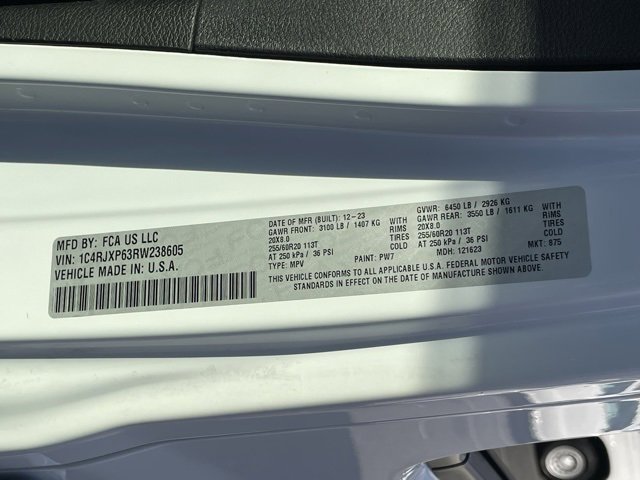 MFD BY: FCA US LLC
VIN: 1C4RJXP63RW238605
VEHICLE MADE IN U.S.A.
DATE OF MFR (BUILT): 12-23
GAWR FRONT: 3100 LB / 1407 KG WITH
20X8.0 RIMS
255/60R20 113T TIRES
AT 250 kPa / 36 PSI COLD
TYPE: MPV PAINT: PW7
GVWR: 6450 LB / 2926 KG
GAWR REAR: 3550 LB / 1611 KG WITH
20X8.0 RIMS
255/60R20 113T TIRES
AT 250 kPa / 36 PSI COLD
MDH: 121623 MKT: 875
THIS VEHICLE CONFORMS TO ALL APPLICABLE U.S.A. FEDERAL MOTOR VEHICLE SAFETY
STANDARDS IN EFFECT ON THE DATE OF MANUFACTURE SHOWN ABOVE.